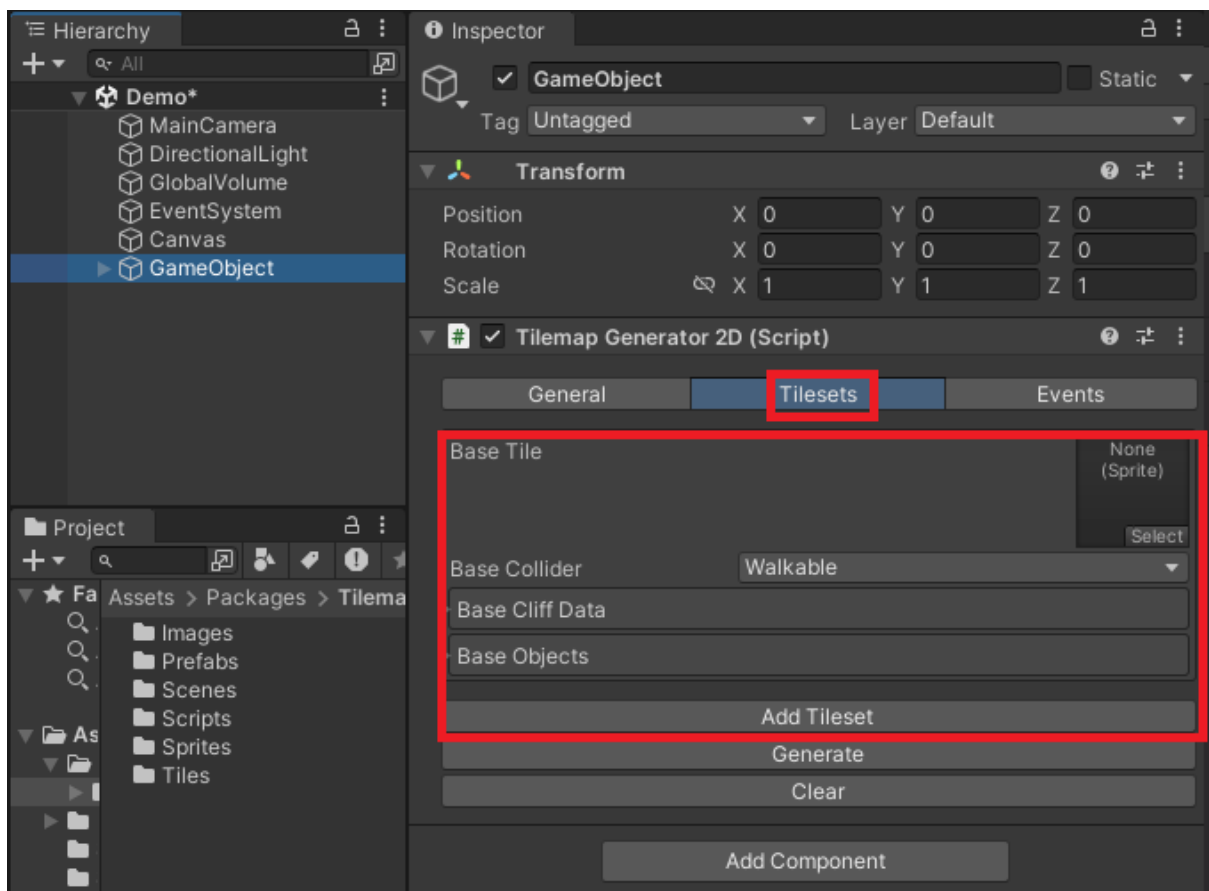 Hierarchy
All
Demo*
MainCamera
DirectionalLight
GlobalVolume
EventSystem
Canvas
GameObject
Project
Fa
As
Assets > Packages > Tilema
Images
Prefabs
Scenes
Scripts
Sprites
Tiles
Inspector
GameObject Static
Tag Untagged Layer Default
Transform
Position X 0 Y 0 Z 0
Rotation X 0 Y 0 Z 0
Scale X 1 Y 1 Z 1
# Tilemap Generator 2D (Script)
General Tilesets Events
Base Tile
None
(Sprite)
Select
Base Collider Walkable
Base Cliff Data
Base Objects
Add Tileset
Generate
Clear
Add Component